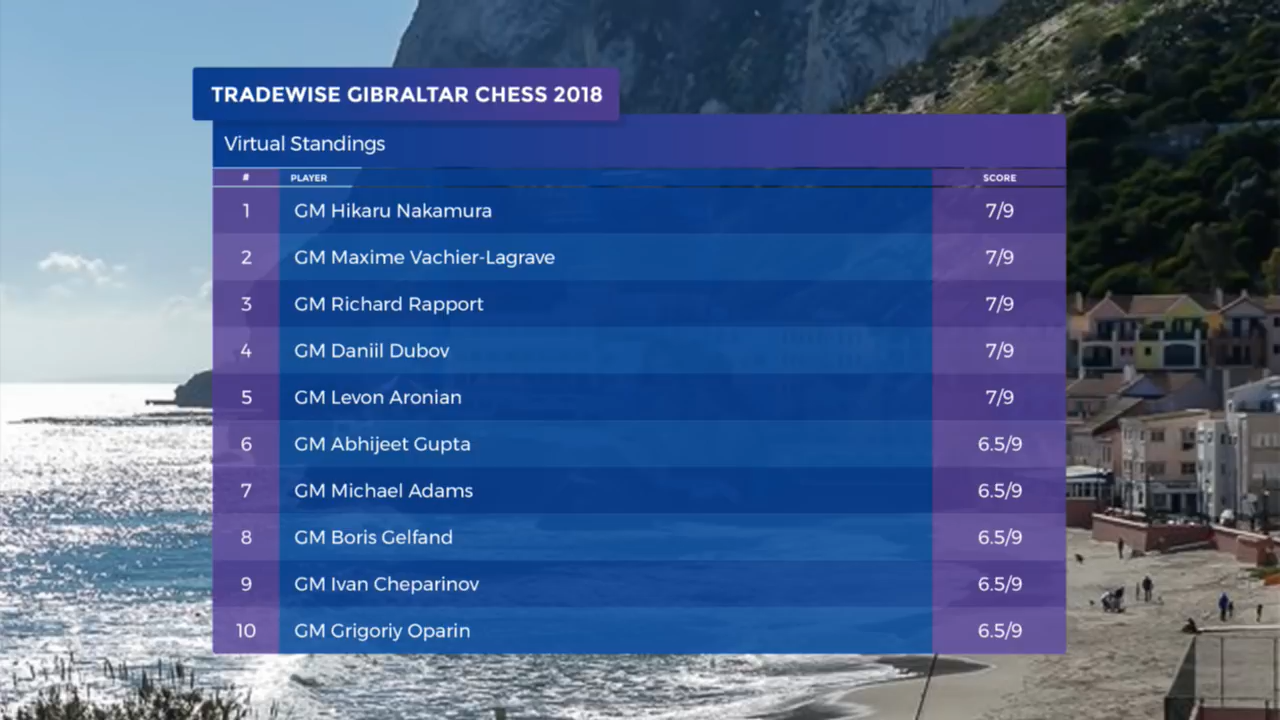 TRADEWISE GIBRALTAR CHESS 2018
Virtual Standings
# PLAYER SCORE
1 GM Hikaru Nakamura 7/9
2 GM Maxime Vachier-Lagrave 7/9
3 GM Richard Rapport 7/9
4 GM Daniil Dubov 7/9
5 GM Levon Aronian 7/9
6 GM Abhijeet Gupta 6.5/9
7 GM Michael Adams 6.5/9
8 GM Boris Gelfand 6.5/9
9 GM Ivan Cheparinov 6.5/9
10 GM Grigoriy Oparin 6.5/9